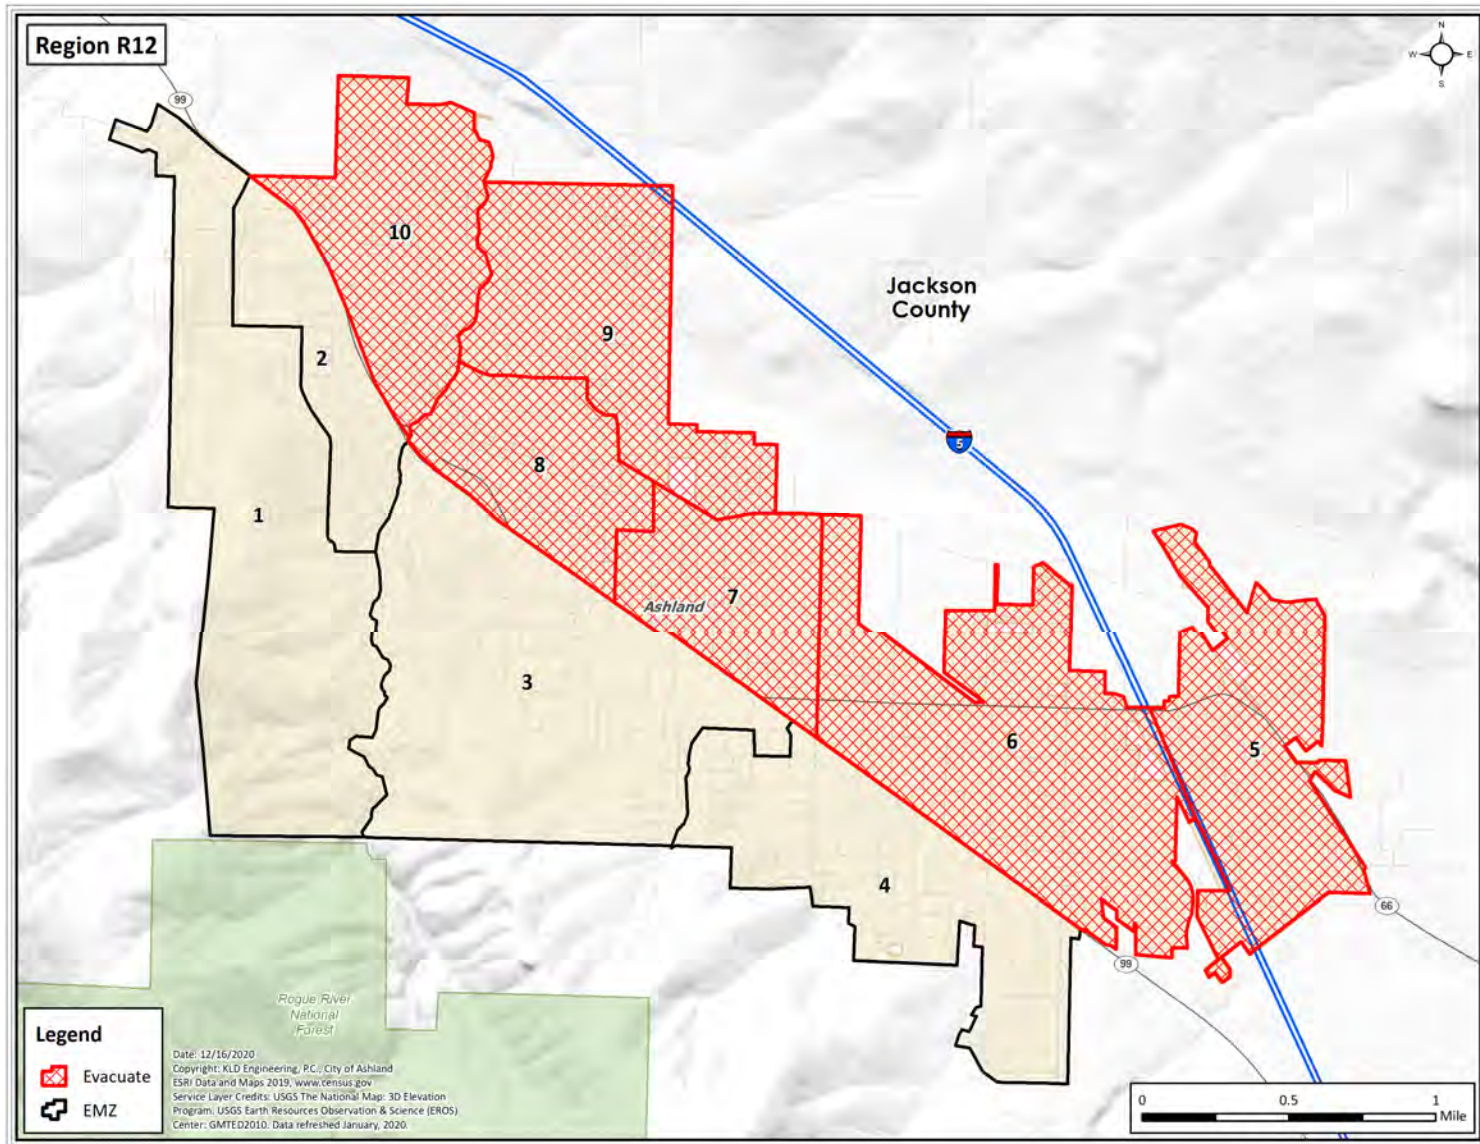 Region R12
N
W
E
S
99
10
Jackson
County
9
2
5
8
1
7
Ashland
3
6
5
4
66
99
Rogue River
National
Forest
Legend
Evacuate
EMZ
Date: 12/16/2020
Copyright: KLD Engineering, P.C., City of Ashland
ESRI Data and Maps 2019, www.census.gov
Service Layer Credits: USGS The National Map: 3D Elevation
Program. USGS Earth Resources Observation & Science (EROS)
Center: GMTED2010. Data refreshed January, 2020.
0 0.5 1
Mile